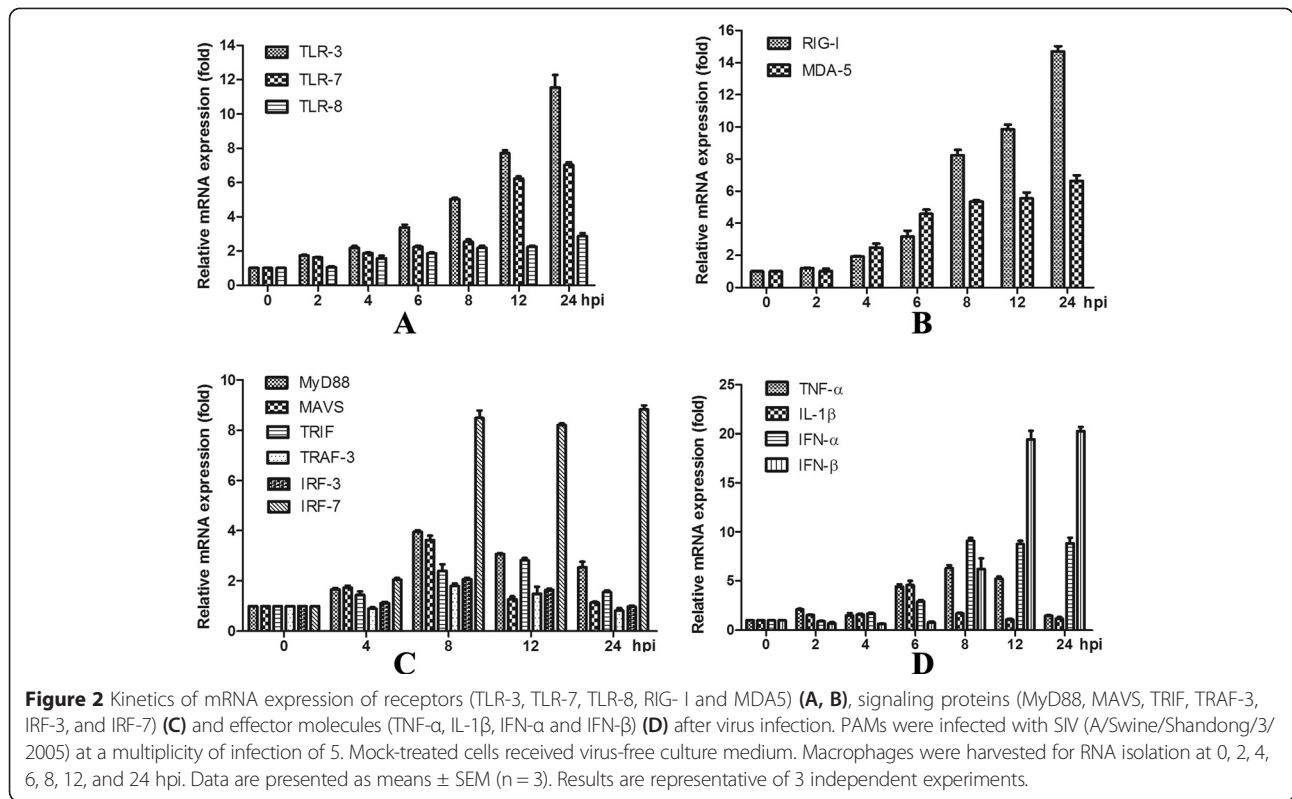 Relative mRNA expression (fold)
14
12
10
8
6
4
2
0
TLR-3
TLR-7
TLR-8
0 2 4 6 8 12 24 hpi
A
Relative mRNA expression (fold)
16
14
12
10
8
6
4
2
0
RIG-I
MDA-5
0 2 4 6 8 12 24 hpi
B
Relative mRNA expression (fold)
10
8
6
4
2
0
MyD88
MAVS
TRIF
TRAF-3
IRF-3
IRF-7
0 4 8 12 24 hpi
C
Relative mRNA expression (fold)
25
20
15
10
5
0
TNF-α
IL-1β
IFN-α
IFN-β
0 2 4 6 8 12 24 hpi
D
Figure 2 Kinetics of mRNA expression of receptors (TLR-3, TLR-7, TLR-8, RIG- I and MDA5) (A, B), signaling proteins (MyD88, MAVS, TRIF, TRAF-3,
IRF-3, and IRF-7) (C) and effector molecules (TNF-α, IL-1β, IFN-α and IFN-β) (D) after virus infection. PAMs were infected with SIV (A/Swine/Shandong/3/
2005) at a multiplicity of infection of 5. Mock-treated cells received virus-free culture medium. Macrophages were harvested for RNA isolation at 0, 2, 4,
6, 8, 12, and 24 hpi. Data are presented as means ± SEM (n = 3). Results are representative of 3 independent experiments.